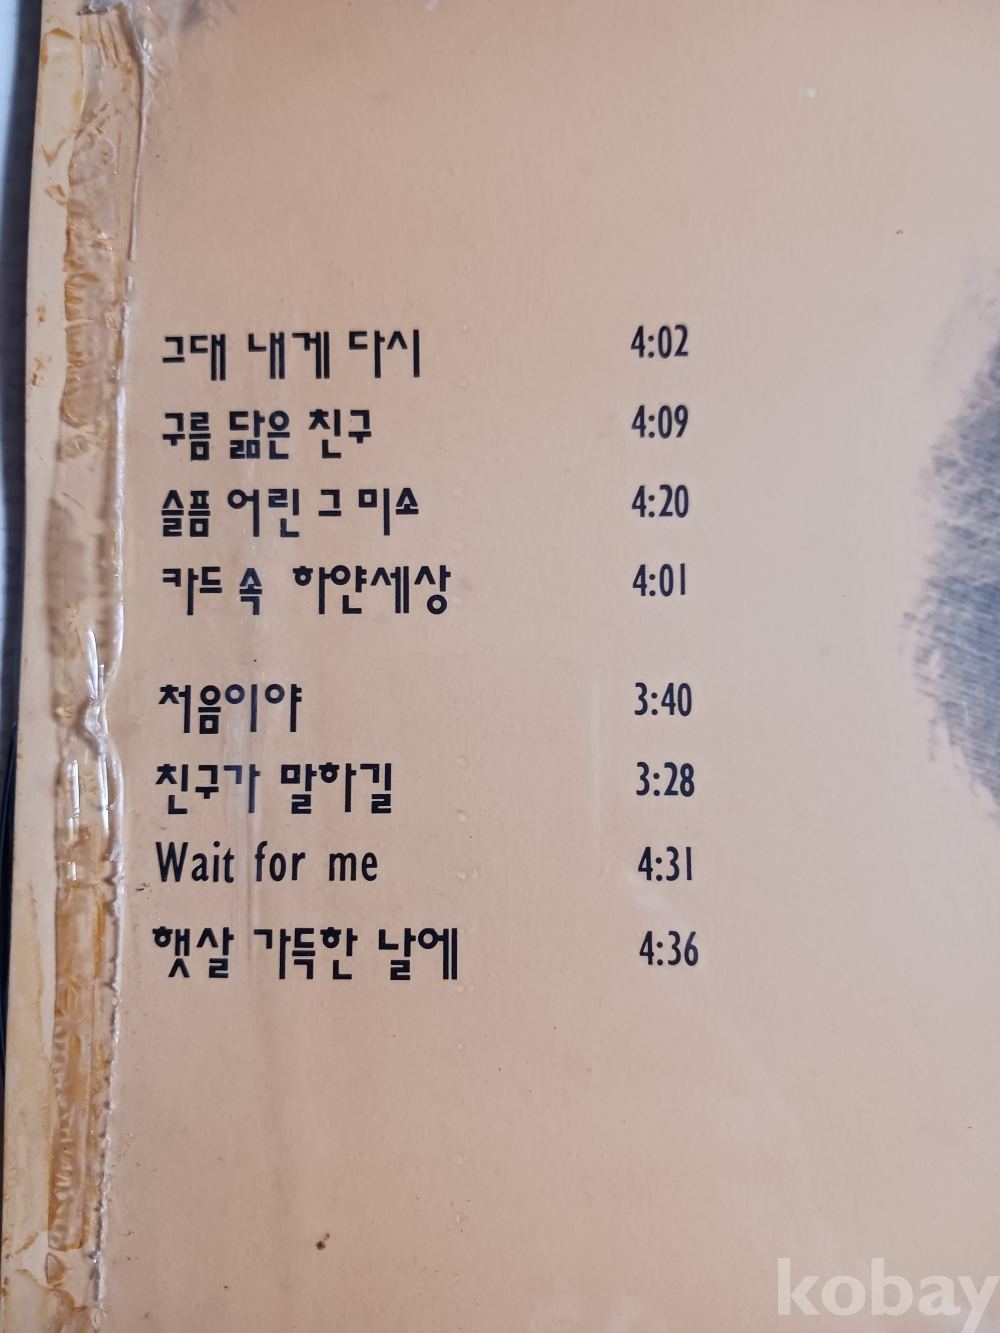 그대 내게 다시 4:02
구름 닮은 친구 4:09
슬픔 어린 그 미소 4:20
카드 속 하얀세상 4:01
처음이야 3:40
친구가 말하길 3:28
Wait for me 4:31
햇살 가득한 날에 4:36
kobay